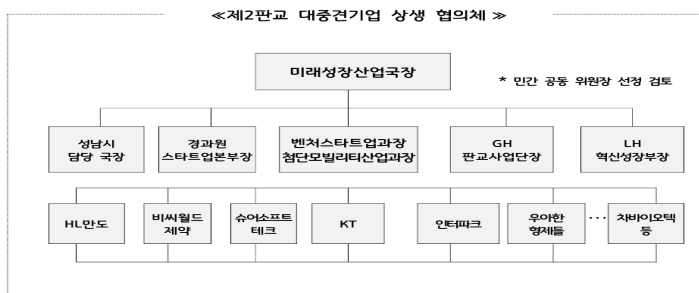 ≪제2판교 대중견기업 상생 협의체 ≫
미래성장산업국장
* 민간 공동 위원장 선정 검토
성남시
담당 국장
경과원
스타트업본부장
벤처스타트업과장
첨단모빌리티산업과장
GH
판교사업단장
LH
혁신성장부장
HL만도
비씨월드
제약
슈어소프트
테크
KT
인터파크
우아한
형제들
···
차바이오텍
등